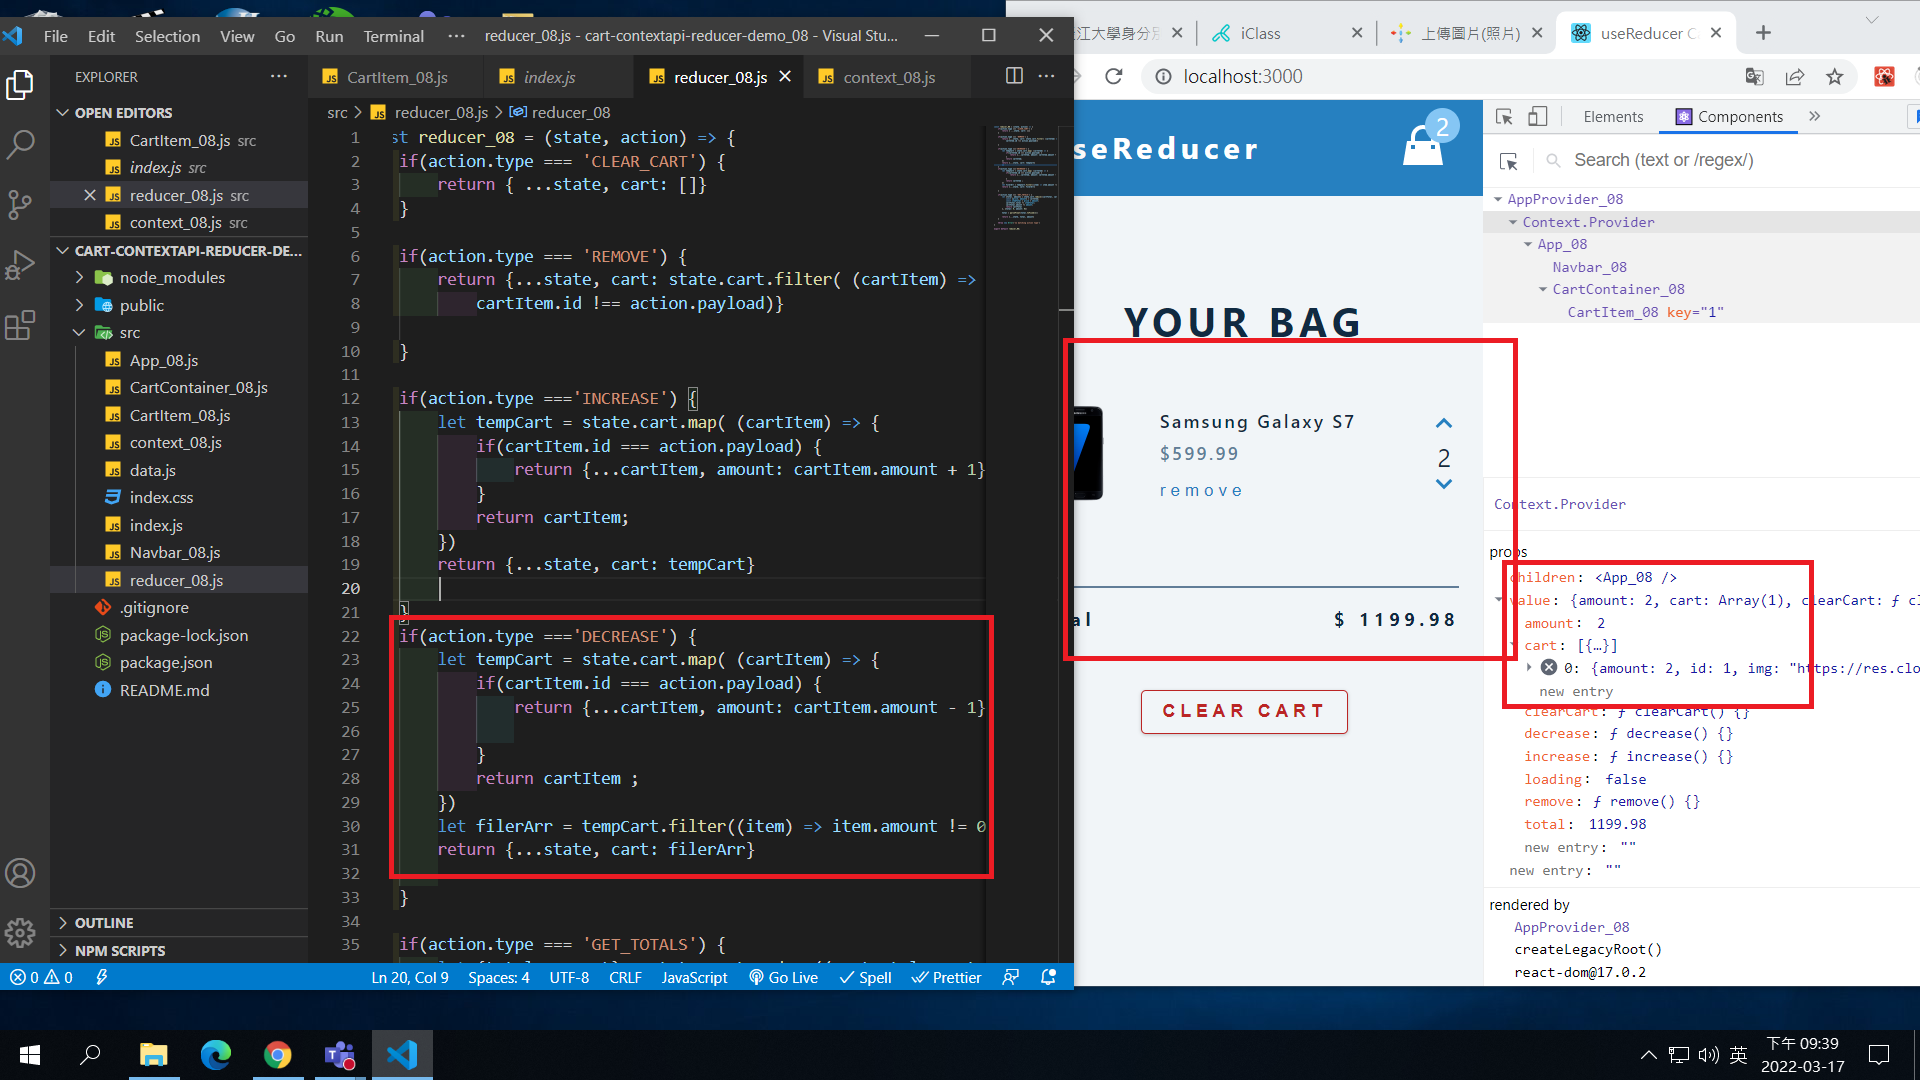 File Edit Selection View Go Run Terminal ··· reducer_08.js - cart-contextapi-reducer-demo_08 - Visual Stu...
EXPLORER ···
OPEN EDITORS
CartItem_08.js src
index.js src
reducer_08.js src
context_08.js src
CART-CONTEXTAPI-REDUCER-DE...
node_modules
public
src
App_08.js
CartContainer_08.js
CartItem_08.js
context_08.js
data.js
index.css
index.js
Navbar_08.js
reducer_08.js
.gitignore
package-lock.json
package.json
README.md
OUTLINE
NPM SCRIPTS
CartItem_08.js index.js reducer_08.js context_08.js ···
src > reducer_08.js > reducer_08
1 st reducer_08 = (state, action) => {
2 if(action.type === 'CLEAR_CART') {
3 return { ...state, cart: []}
4 }
5
6 if(action.type === 'REMOVE') {
7 return {...state, cart: state.cart.filter( (cartItem) =>
8 cartItem.id !== action.payload)}
9
10 }
11
12 if(action.type ==='INCREASE') {
13 let tempCart = state.cart.map( (cartItem) => {
14 if(cartItem.id === action.payload) {
15 return {...cartItem, amount: cartItem.amount + 1}
16 }
17 return cartItem;
18 })
19 return {...state, cart: tempCart}
20
21 }
22 if(action.type ==='DECREASE') {
23 let tempCart = state.cart.map( (cartItem) => {
24 if(cartItem.id === action.payload) {
25 return {...cartItem, amount: cartItem.amount - 1}
26
27 }
28 return cartItem ;
29 })
30 let filerArr = tempCart.filter((item) => item.amount != 0
31 return {...state, cart: filerArr}
32
33 }
34
35 if(action.type === 'GET_TOTALS') {
0 0 Ln 20, Col 9 Spaces: 4 UTF-8 CRLF JavaScript Go Live Spell Prettier
江大學身分 iClass 上傳圖片(照片) useReducer C
localhost:3000
seReducer
2
YOUR BAG
Samsung Galaxy S7
$599.99
remove
2
al $ 1199.98
CLEAR CART
Elements Components
Search (text or /regex/)
AppProvider_08
Context.Provider
App_08
Navbar_08
CartContainer_08
CartItem_08 key="1"
Context.Provider
props
children: <App_08 />
value: {amount: 2, cart: Array(1), clearCart: ƒ cl
amount: 2
cart: [{…}]
0: {amount: 2, id: 1, img: "https://res.clo
new entry
clearCart: ƒ clearCart() {}
decrease: ƒ decrease() {}
increase: ƒ increase() {}
loading: false
remove: ƒ remove() {}
total: 1199.98
new entry: ""
new entry: ""
rendered by
AppProvider_08
createLegacyRoot()
react-dom@17.0.2
英
下午 09:39
2022-03-17